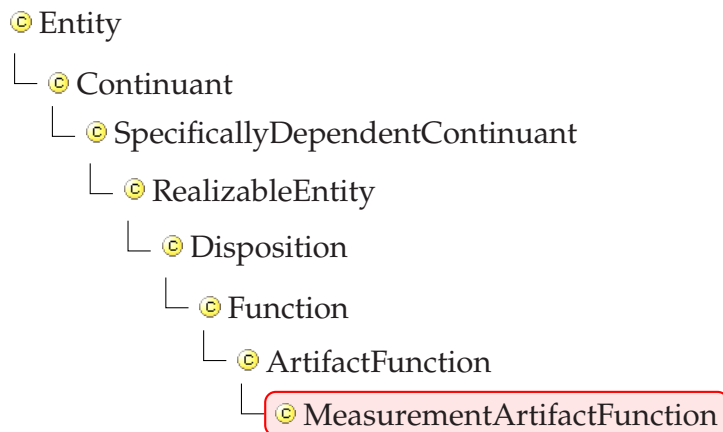 © Entity
© Continuant
© SpecificallyDependentContinuant
© RealizableEntity
© Disposition
© Function
© ArtifactFunction
© MeasurementArtifactFunction